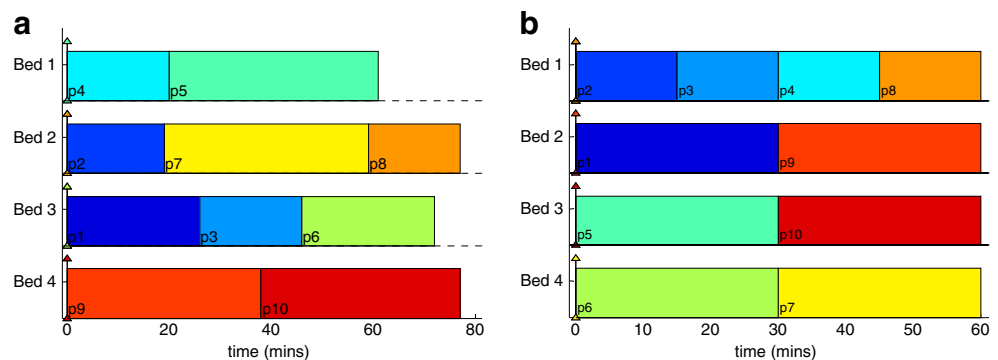 a
Bed 1
p4 p5
Bed 2
p2 p7 p8
Bed 3
p1 p3 p6
Bed 4
p9 p10
0 20 40 60 80
time (mins)
b
Bed 1
p2 p3 p4 p8
Bed 2
p1 p9
Bed 3
p5 p10
Bed 4
p6 p7
0 10 20 30 40 50 60
time (mins)